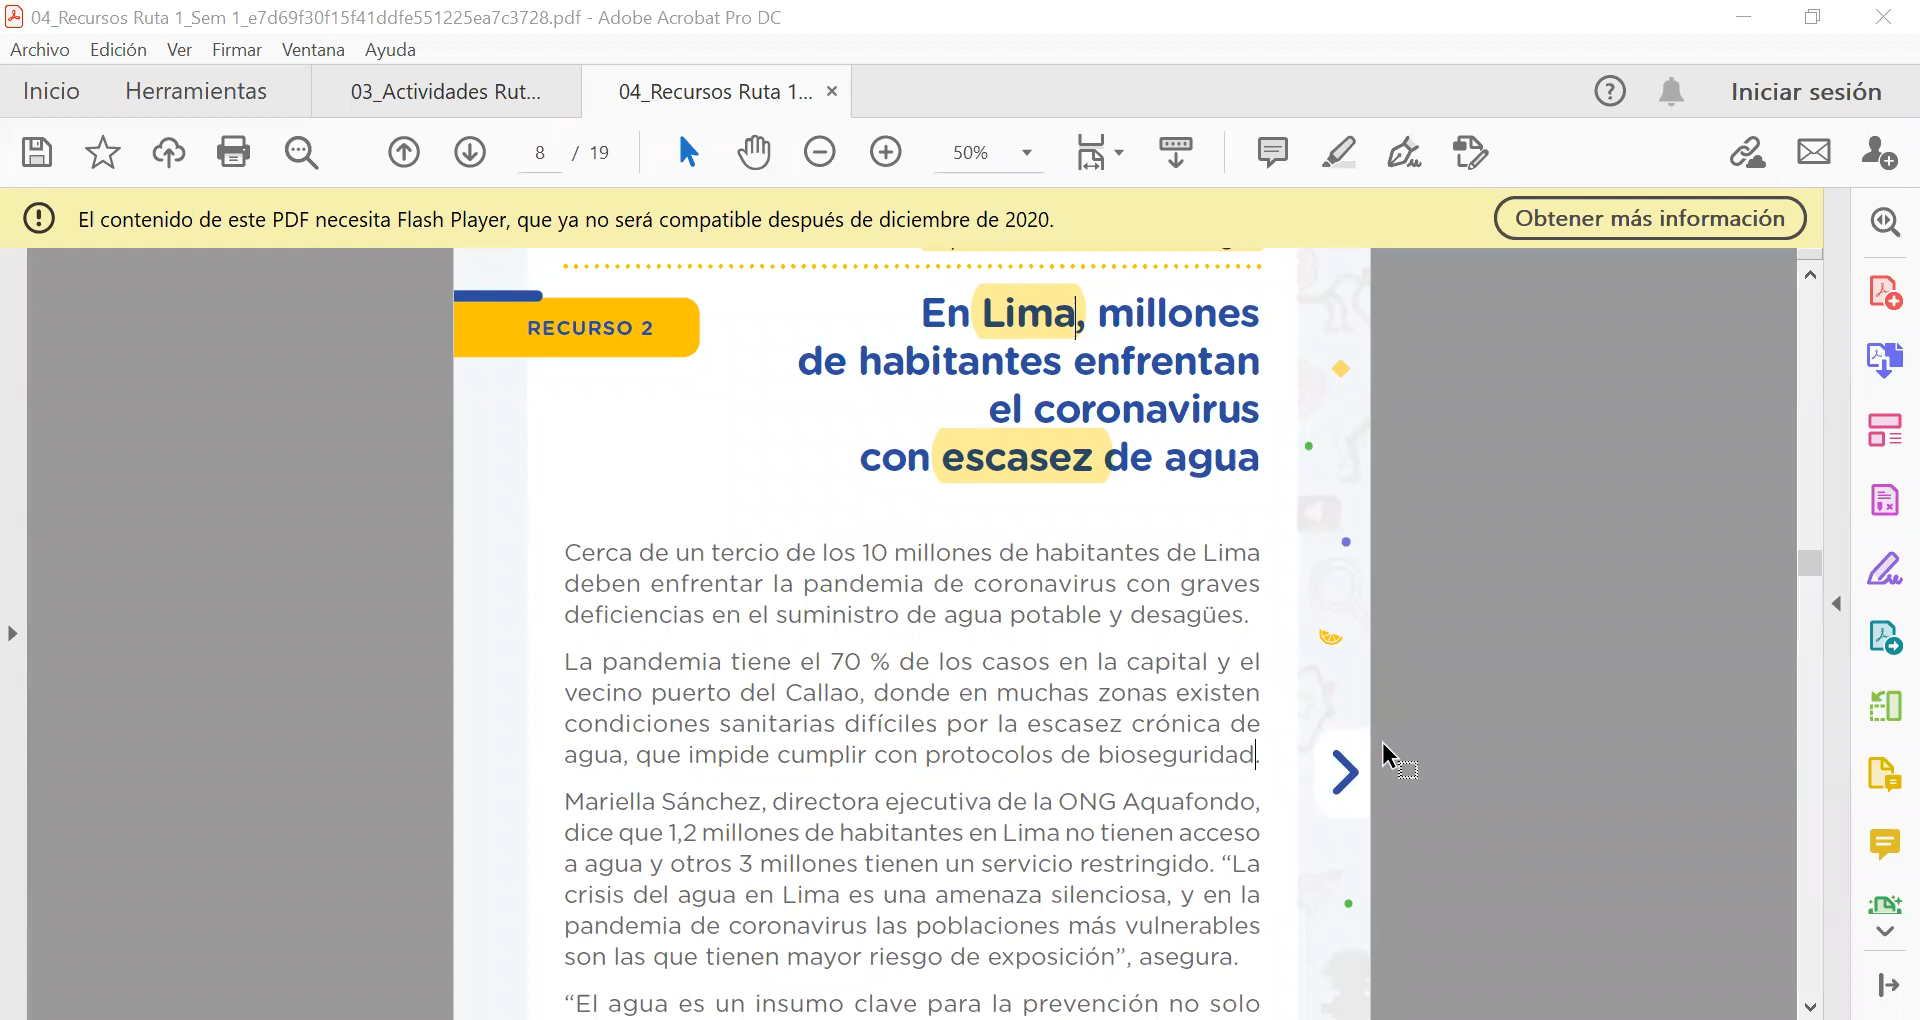 04_Recursos Ruta 1_Sem 1_e7d69f30f15f41ddfe551225ea7c3728.pdf - Adobe Acrobat Pro DC
Archivo Edición Ver Firmar Ventana Ayuda
Inicio Herramientas 03_Actividades Rut... 04_Recursos Ruta 1... × Iniciar sesión
8 / 19 50%
El contenido de este PDF necesita Flash Player, que ya no será compatible después de diciembre de 2020. Obtener más información
RECURSO 2
En Lima, millones
de habitantes enfrentan
el coronavirus
con escasez de agua
Cerca de un tercio de los 10 millones de habitantes de Lima
deben enfrentar la pandemia de coronavirus con graves
deficiencias en el suministro de agua potable y desagües.
La pandemia tiene el 70 % de los casos en la capital y el
vecino puerto del Callao, donde en muchas zonas existen
condiciones sanitarias difíciles por la escasez crónica de
agua, que impide cumplir con protocolos de bioseguridad.
Mariella Sánchez, directora ejecutiva de la ONG Aquafondo,
dice que 1,2 millones de habitantes en Lima no tienen acceso
a agua y otros 3 millones tienen un servicio restringido. “La
crisis del agua en Lima es una amenaza silenciosa, y en la
pandemia de coronavirus las poblaciones más vulnerables
son las que tienen mayor riesgo de exposición”, asegura.
“El agua es un insumo clave para la prevención no solo